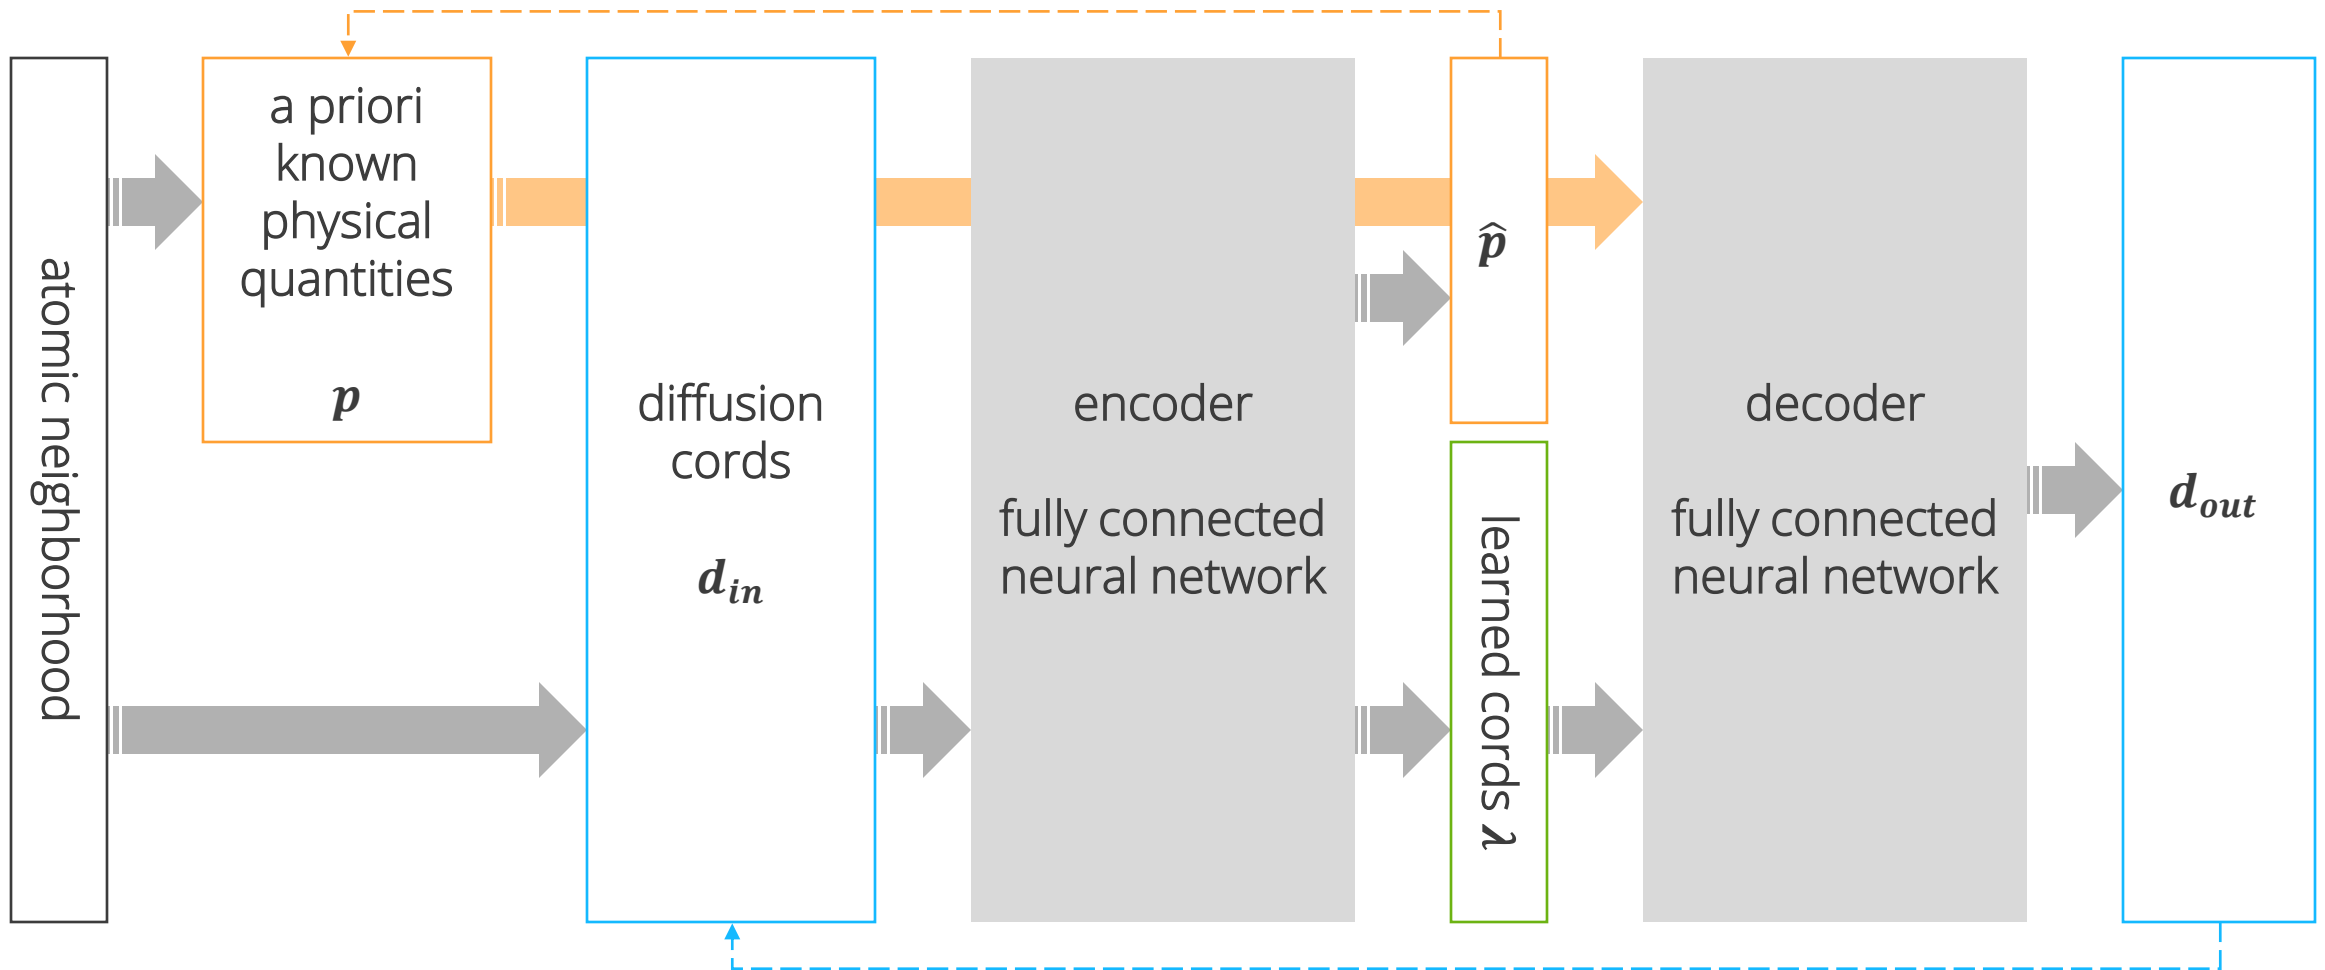 atomic neighborhood
a priori
known
physical
quantities
p
diffusion
cords
d_in
encoder
fully connected
neural network
p̂
learned cords λ
decoder
fully connected
neural network
d_out